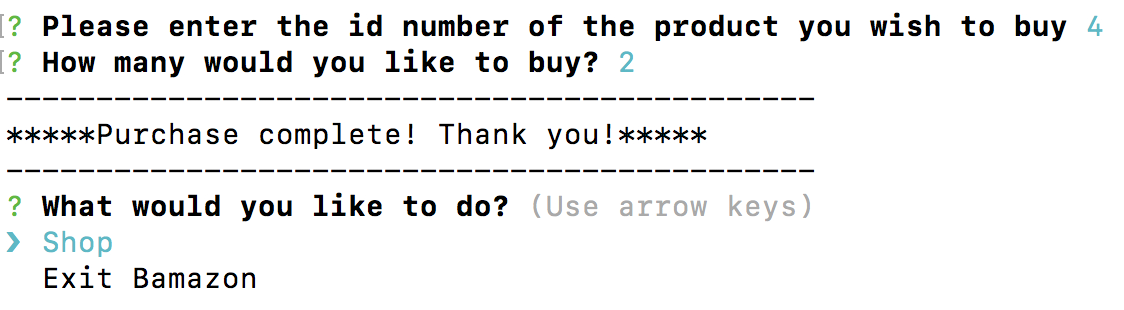 ? Please enter the id number of the product you wish to buy 4
? How many would you like to buy? 2
---------------------------------------------
*****Purchase complete! Thank you!*****
---------------------------------------------
? What would you like to do? (Use arrow keys)
❯ Shop
  Exit Bamazon